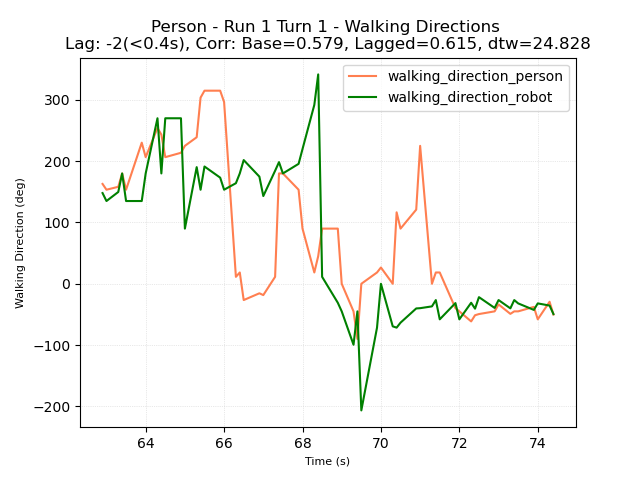 Person - Run 1 Turn 1 - Walking Directions
Lag: -2(<0.4s), Corr: Base=0.579, Lagged=0.615, dtw=24.828
walking_direction_person
walking_direction_robot
Walking Direction (deg)
300
200
100
0
−100
−200
64 66 68 70 72 74
Time (s)